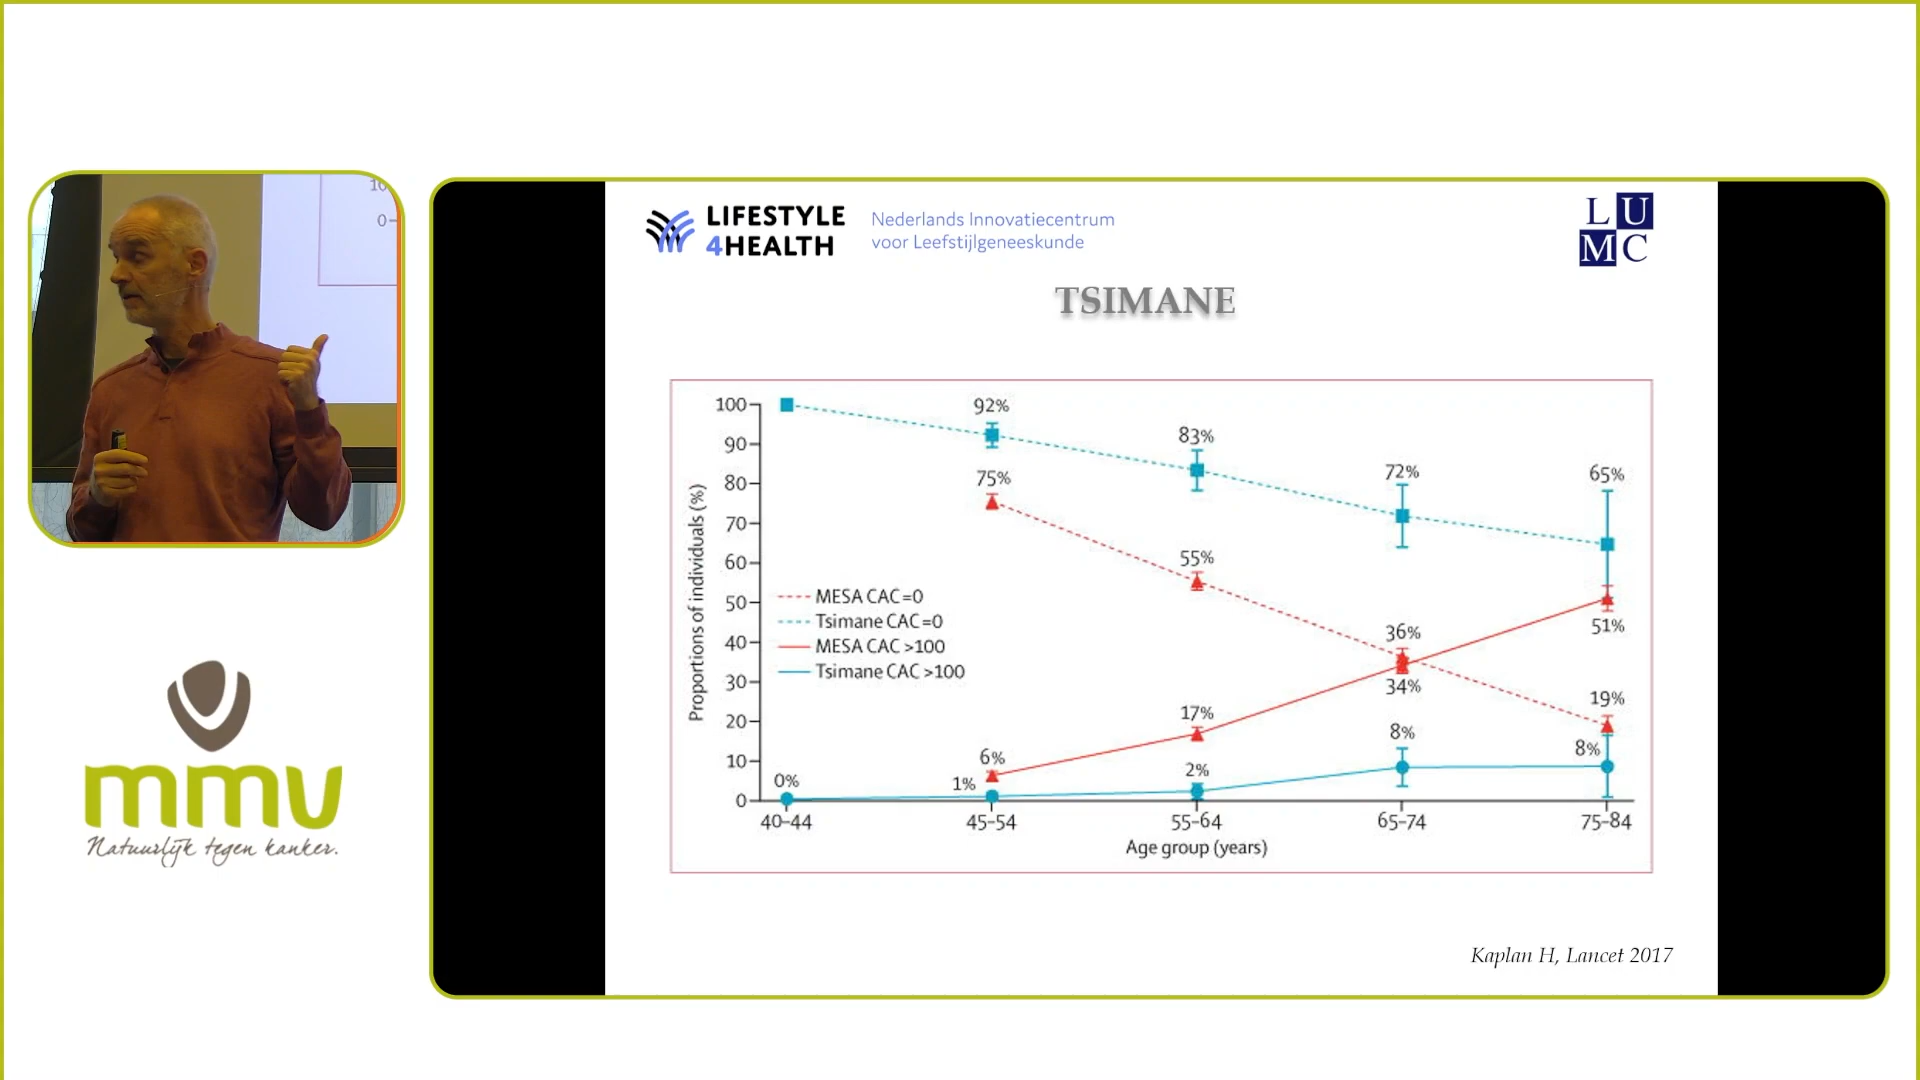 10
0
mmv
Natuurlijk tegen kanker.
LIFESTYLE
4HEALTH
Nederlands Innovatiecentrum
voor Leefstijlgeneeskunde
L U
M C
TSIMANE
Proportions of individuals (%)
100
90
80
70
60
50
40
30
20
10
0
92%
83%
72%
65%
75%
55%
36%
19%
6%
17%
34%
51%
0%
1%
2%
8%
8%
MESA CAC=0
Tsimane CAC=0
MESA CAC >100
Tsimane CAC >100
40–44
45–54
55–64
65–74
75–84
Age group (years)
Kaplan H, Lancet 2017